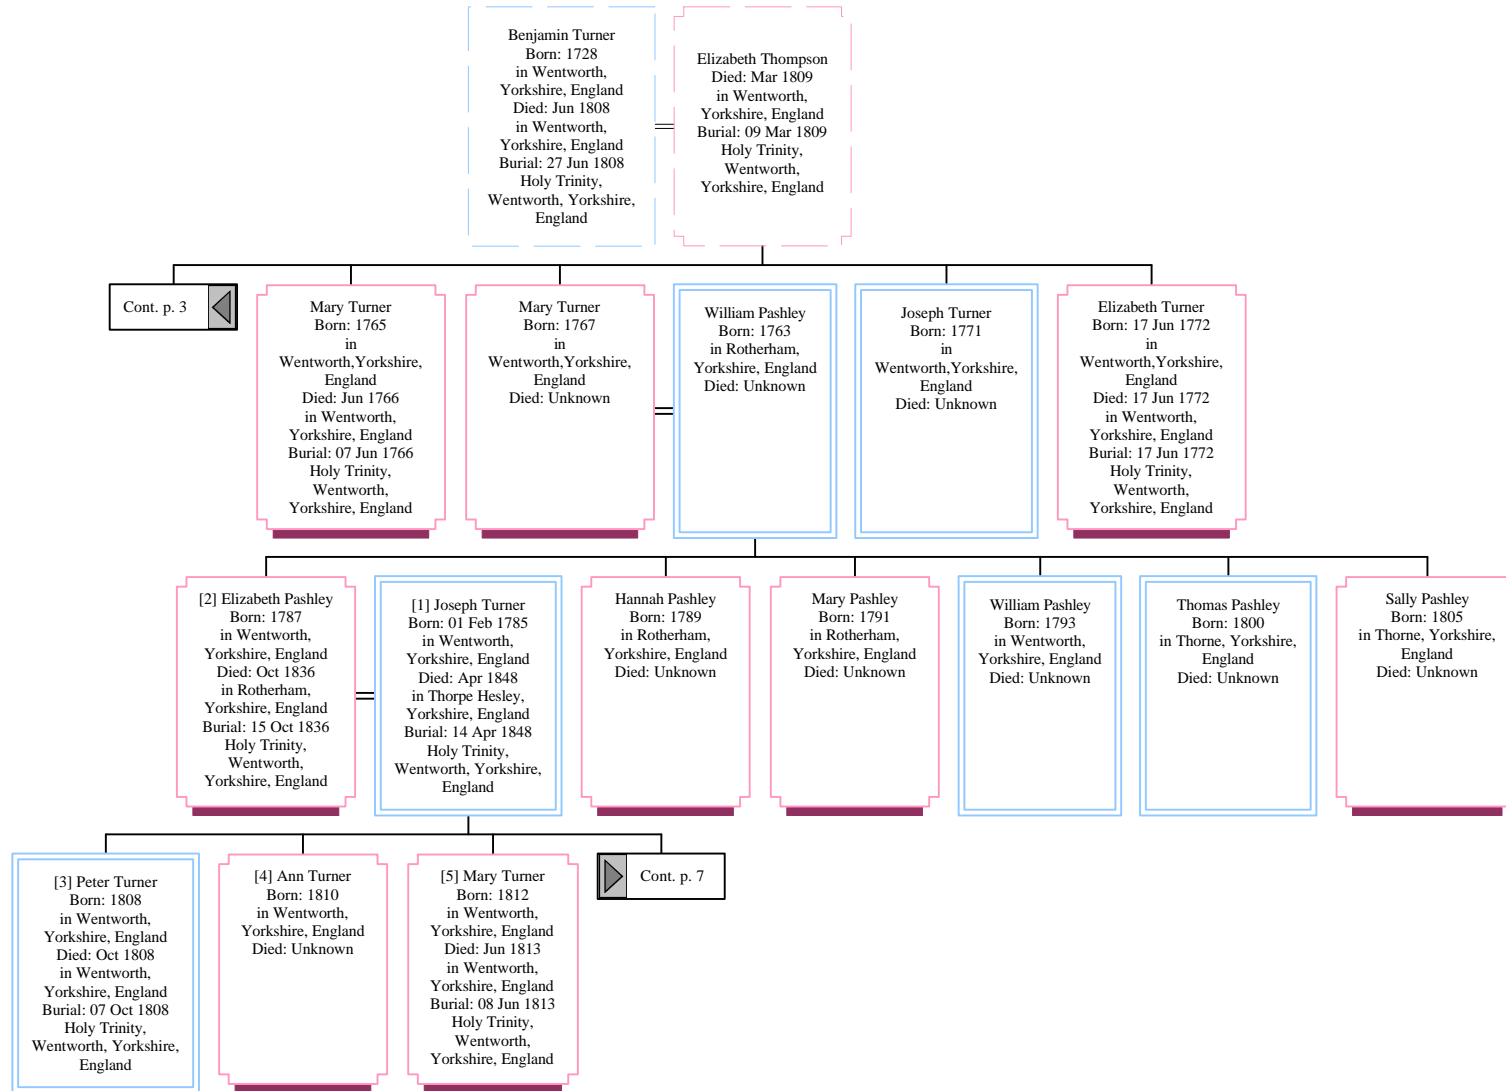 Benjamin Turner
Born: 1728
in Wentworth,
Yorkshire, England
Died: Jun 1808
in Wentworth,
Yorkshire, England
Burial: 27 Jun 1808
Holy Trinity,
Wentworth, Yorkshire,
England
Elizabeth Thompson
Died: Mar 1809
in Wentworth,
Yorkshire, England
Burial: 09 Mar 1809
Holy Trinity,
Wentworth,
Yorkshire, England
Cont. p. 3
Mary Turner
Born: 1765
in
Wentworth,Yorkshire,
England
Died: Jun 1766
in Wentworth,
Yorkshire, England
Burial: 07 Jun 1766
Holy Trinity,
Wentworth,
Yorkshire, England
Mary Turner
Born: 1767
in
Wentworth,Yorkshire,
England
Died: Unknown
William Pashley
Born: 1763
in Rotherham,
Yorkshire, England
Died: Unknown
Joseph Turner
Born: 1771
in
Wentworth,Yorkshire,
England
Died: Unknown
Elizabeth Turner
Born: 17 Jun 1772
in
Wentworth,Yorkshire,
England
Died: 17 Jun 1772
in Wentworth,
Yorkshire, England
Burial: 17 Jun 1772
Holy Trinity,
Wentworth,
Yorkshire, England
[2] Elizabeth Pashley
Born: 1787
in Wentworth,
Yorkshire, England
Died: Oct 1836
in Rotherham,
Yorkshire, England
Burial: 15 Oct 1836
Holy Trinity,
Wentworth,
Yorkshire, England
[1] Joseph Turner
Born: 01 Feb 1785
in Wentworth,
Yorkshire, England
Died: Apr 1848
in Thorpe Hesley,
Yorkshire, England
Burial: 14 Apr 1848
Holy Trinity,
Wentworth, Yorkshire,
England
Hannah Pashley
Born: 1789
in Rotherham,
Yorkshire, England
Died: Unknown
Mary Pashley
Born: 1791
in Rotherham,
Yorkshire, England
Died: Unknown
William Pashley
Born: 1793
in Wentworth,
Yorkshire, England
Died: Unknown
Thomas Pashley
Born: 1800
in Thorne, Yorkshire,
England
Died: Unknown
Sally Pashley
Born: 1805
in Thorne, Yorkshire,
England
Died: Unknown
[3] Peter Turner
Born: 1808
in Wentworth,
Yorkshire, England
Died: Oct 1808
in Wentworth,
Yorkshire, England
Burial: 07 Oct 1808
Holy Trinity,
Wentworth, Yorkshire,
England
[4] Ann Turner
Born: 1810
in Wentworth,
Yorkshire, England
Died: Unknown
[5] Mary Turner
Born: 1812
in Wentworth,
Yorkshire, England
Died: Jun 1813
in Wentworth,
Yorkshire, England
Burial: 08 Jun 1813
Holy Trinity,
Wentworth,
Yorkshire, England
Cont. p. 7